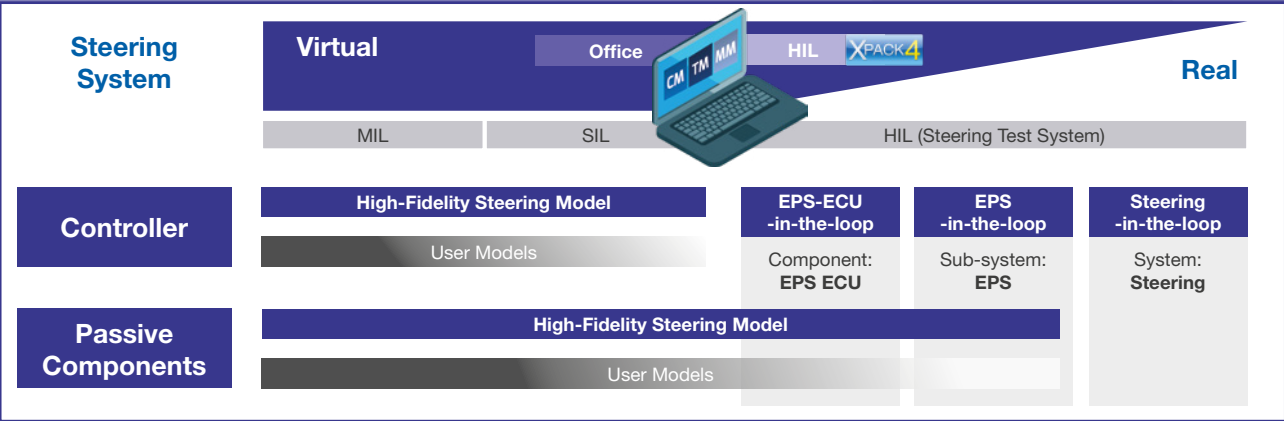 Steering
System
Virtual
Office
CM TM MM
HIL
XPACK4
Real
MIL
SIL
HIL (Steering Test System)
Controller
High-Fidelity Steering Model
User Models
EPS-ECU
-in-the-loop
Component:
EPS ECU
EPS
-in-the-loop
Sub-system:
EPS
Steering
-in-the-loop
System:
Steering
Passive
Components
High-Fidelity Steering Model
User Models